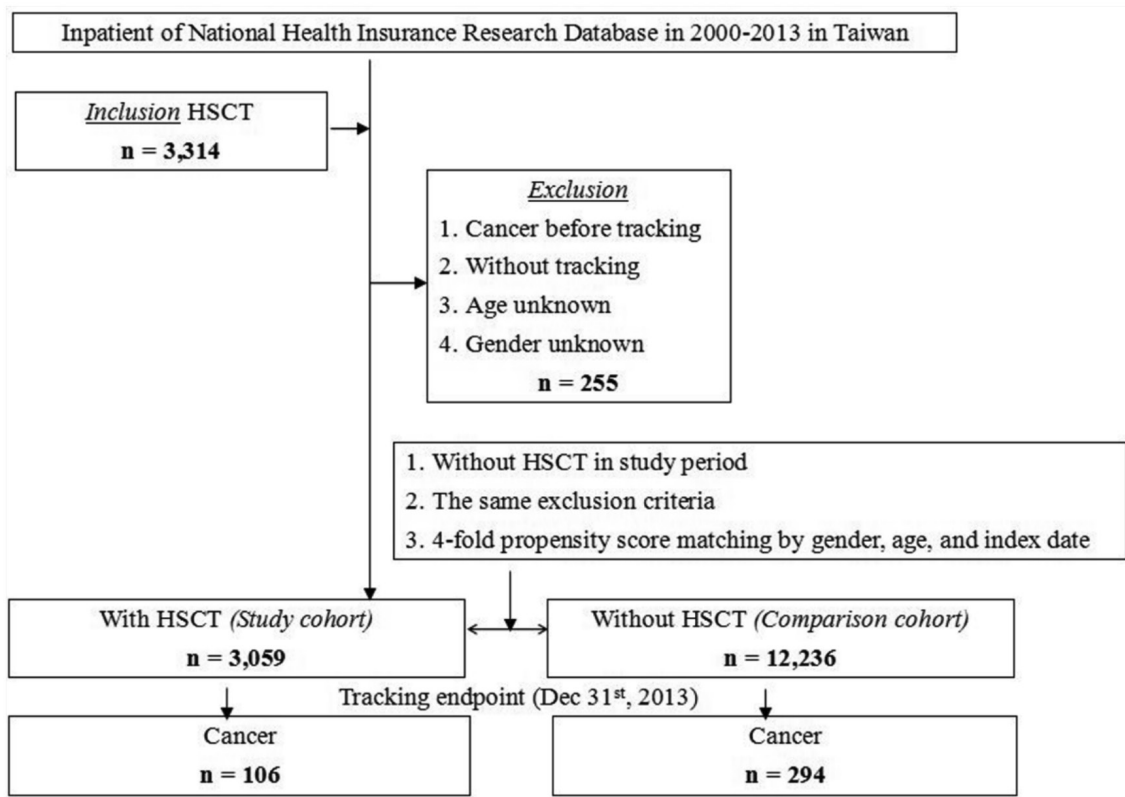 Inpatient of National Health Insurance Research Database in 2000-2013 in Taiwan
Inclusion HSCT
n = 3,314
Exclusion
1. Cancer before tracking
2. Without tracking
3. Age unknown
4. Gender unknown
n = 255
1. Without HSCT in study period
2. The same exclusion criteria
3. 4-fold propensity score matching by gender, age, and index date
With HSCT (Study cohort)
n = 3,059
Without HSCT (Comparison cohort)
n = 12,236
Tracking endpoint (Dec 31st, 2013)
Cancer
n = 106
Cancer
n = 294